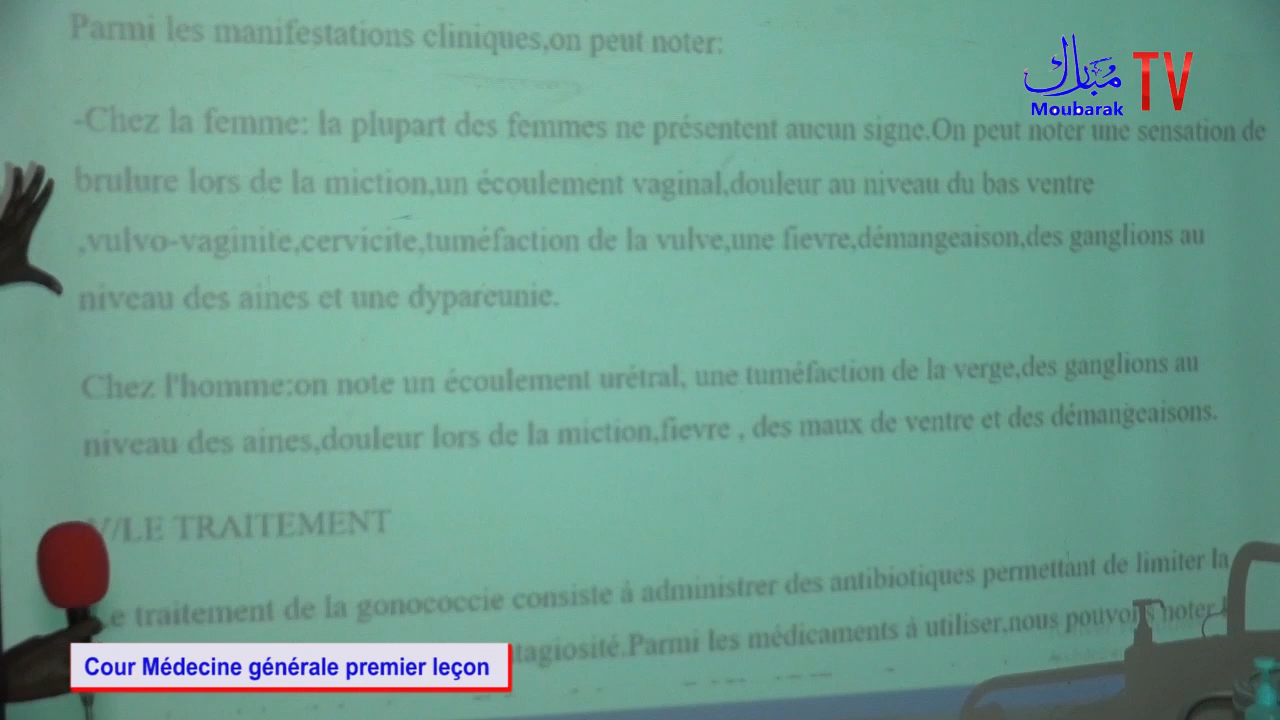 Parmi les manifestations cliniques,on peut noter:
مبارك
TV
Moubarak
-Chez la femme: la plupart des femmes ne présentent aucun signe.On peut noter une sensation de
brulure lors de la miction,un écoulement vaginal,douleur au niveau du bas ventre
,vulvo-vaginite,cervicite,tuméfaction de la vulve,une fievre,démangeaison,des ganglions au
niveau des aines et une dypareunie.
Chez l'homme:on note un écoulement urétral, une tuméfaction de la verge,des ganglions au
niveau des aines,douleur lors de la miction,fievre , des maux de ventre et des démangeaisons.
V/LE TRAITEMENT
e traitement de la gonococcie consiste à administrer des antibiotiques permettant de limiter la
tagiosité.Parmi les médicaments à utiliser,nous pouvons noter
Cour Médecine générale premier leçon